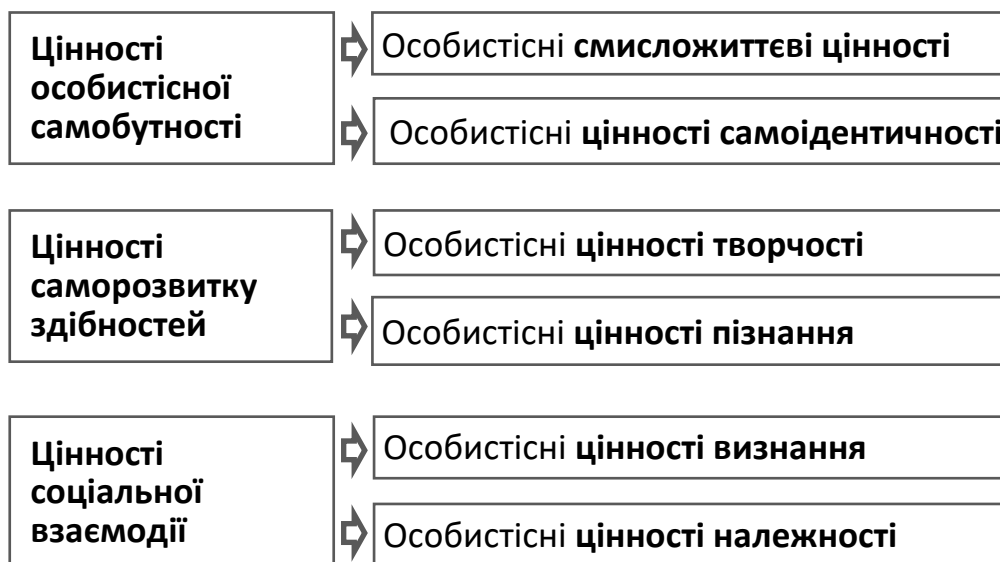 Цінності
особистісної
самобутності
Особистісні смисложиттєві цінності
Особистісні цінності самоідентичності
Цінності
саморозвитку
здібностей
Особистісні цінності творчості
Особистісні цінності пізнання
Цінності
соціальної
взаємодії
Особистісні цінності визнання
Особистісні цінності належності